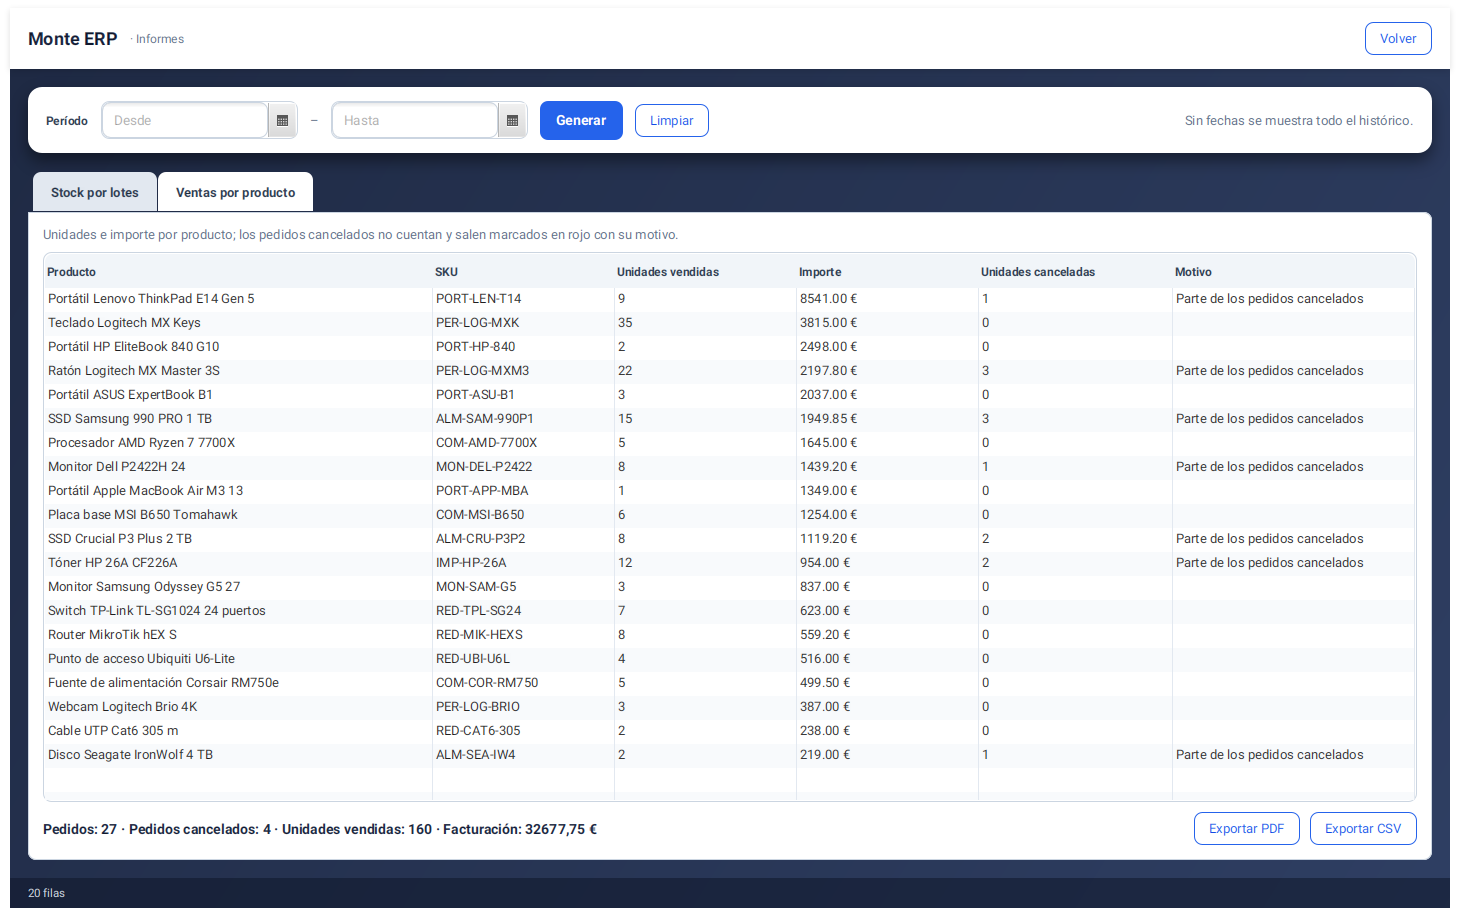 Monte ERP · Informes Volver
Período Desde – Hasta Generar Limpiar Sin fechas se muestra todo el histórico.
Stock por lotes Ventas por producto
Unidades e importe por producto; los pedidos cancelados no cuentan y salen marcados en rojo con su motivo.
Producto SKU Unidades vendidas Importe Unidades canceladas Motivo
Portátil Lenovo ThinkPad E14 Gen 5 PORT-LEN-T14 9 8541.00 € 1 Parte de los pedidos cancelados
Teclado Logitech MX Keys PER-LOG-MXK 35 3815.00 € 0
Portátil HP EliteBook 840 G10 PORT-HP-840 2 2498.00 € 0
Ratón Logitech MX Master 3S PER-LOG-MXM3 22 2197.80 € 3 Parte de los pedidos cancelados
Portátil ASUS ExpertBook B1 PORT-ASU-B1 3 2037.00 € 0
SSD Samsung 990 PRO 1 TB ALM-SAM-990P1 15 1949.85 € 3 Parte de los pedidos cancelados
Procesador AMD Ryzen 7 7700X COM-AMD-7700X 5 1645.00 € 0
Monitor Dell P2422H 24 MON-DEL-P2422 8 1439.20 € 1 Parte de los pedidos cancelados
Portátil Apple MacBook Air M3 13 PORT-APP-MBA 1 1349.00 € 0
Placa base MSI B650 Tomahawk COM-MSI-B650 6 1254.00 € 0
SSD Crucial P3 Plus 2 TB ALM-CRU-P3P2 8 1119.20 € 2 Parte de los pedidos cancelados
Tóner HP 26A CF226A IMP-HP-26A 12 954.00 € 2 Parte de los pedidos cancelados
Monitor Samsung Odyssey G5 27 MON-SAM-G5 3 837.00 € 0
Switch TP-Link TL-SG1024 24 puertos RED-TPL-SG24 7 623.00 € 0
Router MikroTik hEX S RED-MIK-HEXS 8 559.20 € 0
Punto de acceso Ubiquiti U6-Lite RED-UBI-U6L 4 516.00 € 0
Fuente de alimentación Corsair RM750e COM-COR-RM750 5 499.50 € 0
Webcam Logitech Brio 4K PER-LOG-BRIO 3 387.00 € 0
Cable UTP Cat6 305 m RED-CAT6-305 2 238.00 € 0
Disco Seagate IronWolf 4 TB ALM-SEA-IW4 2 219.00 € 1 Parte de los pedidos cancelados
Pedidos: 27 · Pedidos cancelados: 4 · Unidades vendidas: 160 · Facturación: 32677,75 € Exportar PDF Exportar CSV
20 filas